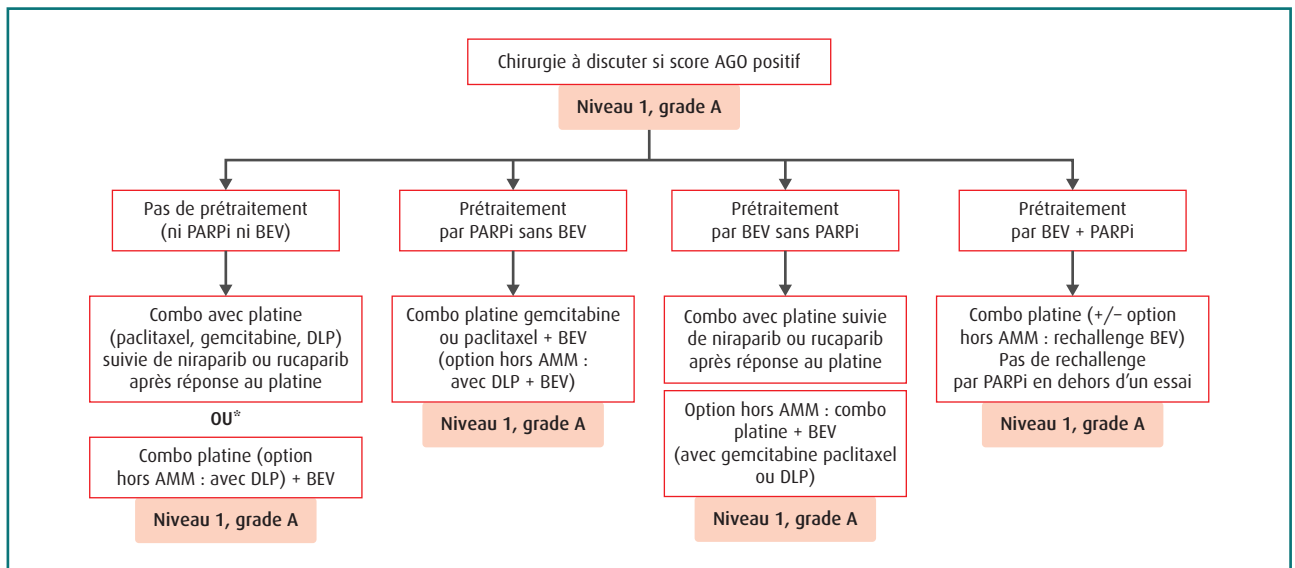 Chirurgie à discuter si score AGO positif
Niveau 1, grade A
Pas de prétraitement
(ni PARPi ni BEV)
Combo avec platine
(paclitaxel, gemcitabine, DLP)
suivie de niraparib ou rucaparib
après réponse au platine
OU*
Combo platine (option
hors AMM : avec DLP) + BEV
Niveau 1, grade A
Prétraitement
par PARPi sans BEV
Combo platine gemcitabine
ou paclitaxel + BEV
(option hors AMM :
avec DLP + BEV)
Niveau 1, grade A
Prétraitement
par BEV sans PARPi
Combo avec platine suivie
de niraparib ou rucaparib
après réponse au platine
Option hors AMM : combo
platine + BEV
(avec gemcitabine paclitaxel
ou DLP)
Niveau 1, grade A
Prétraitement
par BEV + PARPi
Combo platine (+/– option
hors AMM : rechallenge BEV)
Pas de rechallenge
par PARPi en dehors d’un essai
Niveau 1, grade A